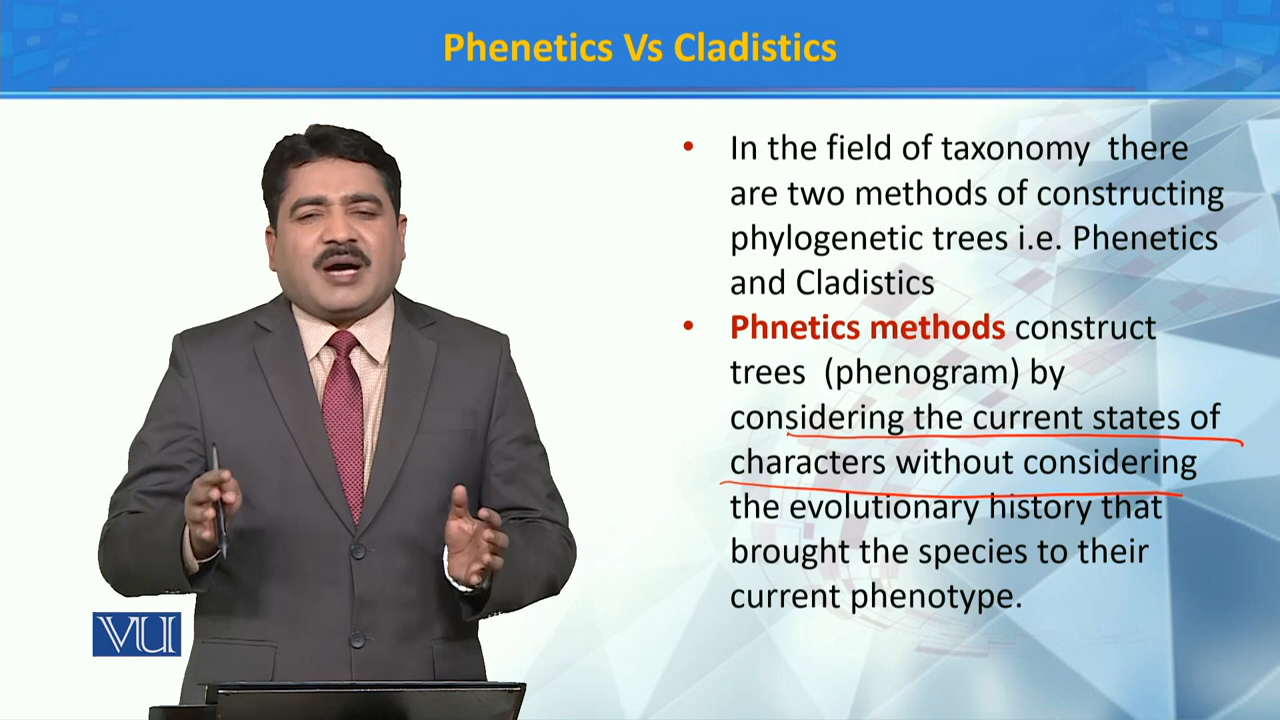 Phenetics Vs Cladistics
• In the field of taxonomy there
are two methods of constructing
phylogenetic trees i.e. Phenetics
and Cladistics
• Phnetics methods construct
trees (phenogram) by
considering the current states of
characters without considering
the evolutionary history that
brought the species to their
current phenotype.
VU